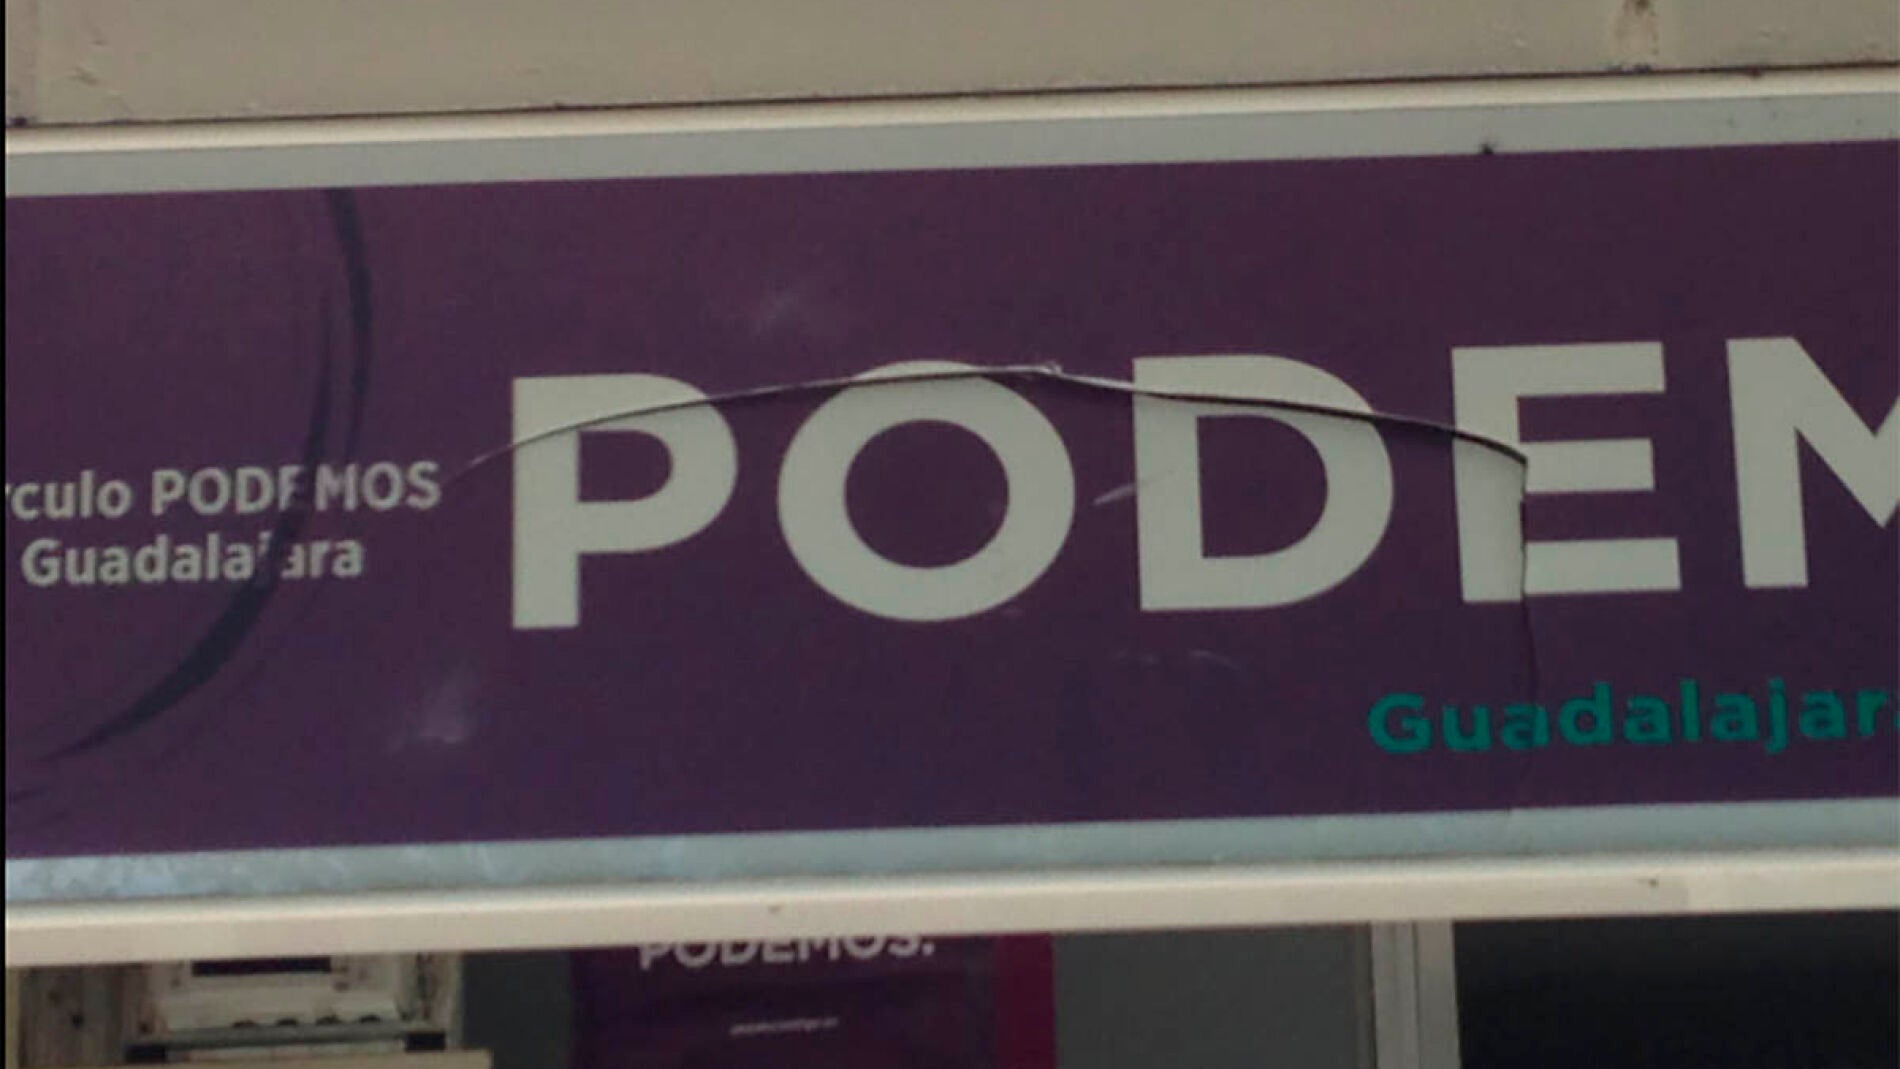 rculo PODEMOS
Guadalajara
PODEM
Guadalajar
PODEMOS.